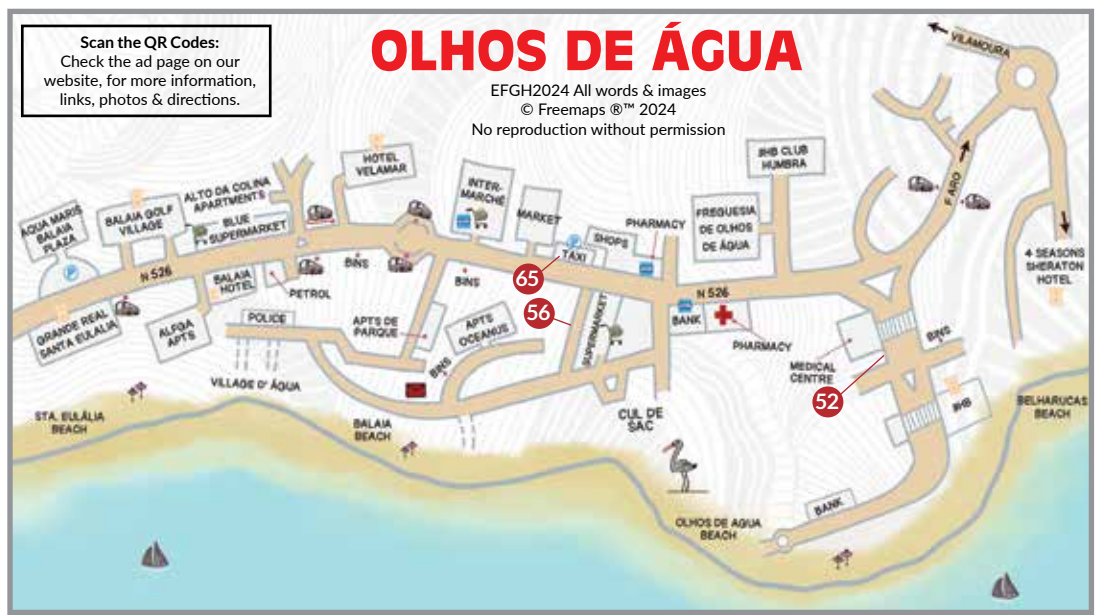 Scan the QR Codes:
Check the ad page on our
website, for more information,
links, photos & directions.
OLHOS DE ÁGUA
EFGH2024 All words & images
© Freemaps ®™ 2024
No reproduction without permission
VILAMOURA
HOTEL
VELAMAR
INTER-
MARCHE
JJHB CLUB
HUMBRA
FARO
ALTO DA COLINA
APARTMENTS
AQUA MARIS
BALAIA
PLAZA
BALAIA GOLF
VILLAGE
BLUE
SUPERMARKET
MARKET
PHARMACY
FREGUESIA
DE OLHOS
DE ÁGUA
SHOPS
P
TAXI
4 SEASONS
SHERATON
HOTEL
P
N 526
BALAIA
HOTEL
BINS
BINS
65
N 526
PETROL
GRANDE REAL
SANTA EULALIA
ALFGA
APTS
POLICE
APTS DE
PARQUE
APTS
OCEANUS
56
SUPERMARKET
BANK
PHARMACY
BINS
MEDICAL
CENTRE
BINS
VILLAGE D' ÁGUA
52
JJHB
BELHARUCAS
BEACH
STA. EULÁLIA
BEACH
BALAIA
BEACH
CUL DE
SAC
BANK
OLHOS DE AGUA
BEACH